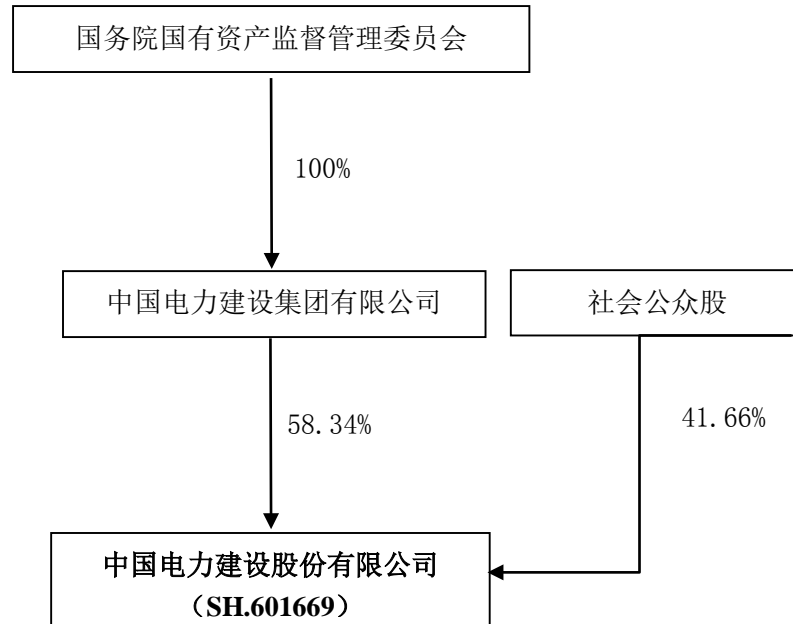 国务院国有资产监督管理委员会
100%
中国电力建设集团有限公司
社会公众股
58.34%
41.66%
中国电力建设股份有限公司
（SH.601669）